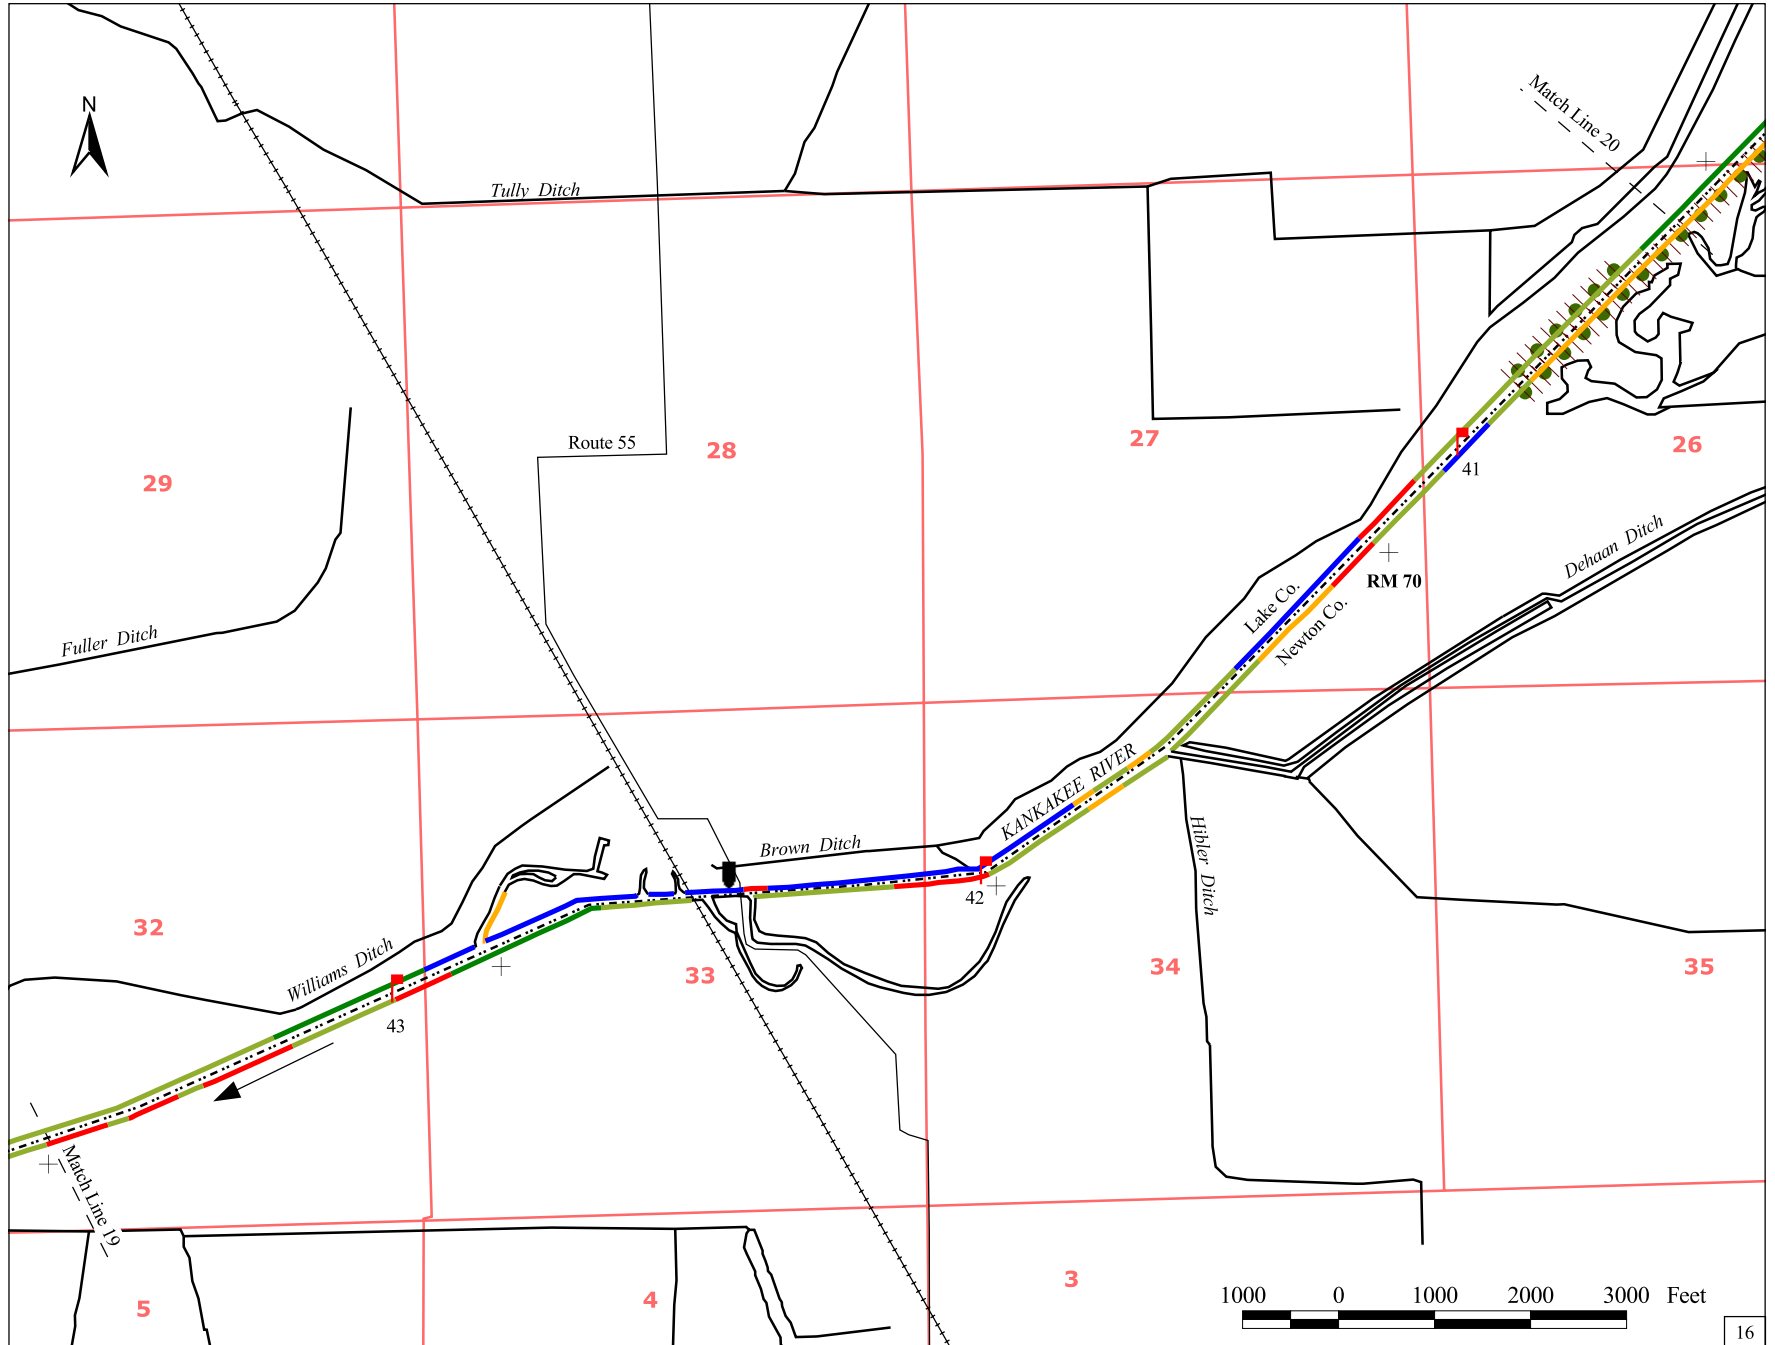 N
Match Line 20
Tully Ditch
Route 55
28
27
26
29
41
Dehaan Ditch
RM 70
Lake Co.
Newton Co.
Fuller Ditch
KANKAKEE RIVER
Brown Ditch
Hibler Ditch
42
32
Williams Ditch
33
34
35
43
Match Line 19
5
4
3
1000 0 1000 2000 3000 Feet
16